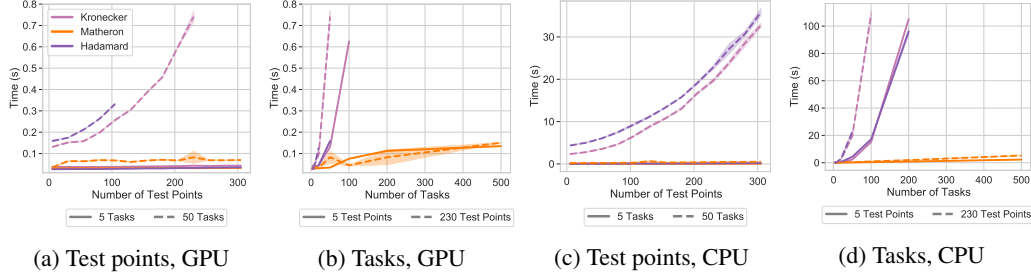 0.8
0.7
0.6
0.5
0.4
0.3
0.2
0.1
Time (s)
Kronecker
Matheron
Hadamard
0 100 200 300
Number of Test Points
5 Tasks 50 Tasks
(a) Test points, GPU
0.8
0.7
0.6
0.5
0.4
0.3
0.2
0.1
Time (s)
0 100 200 300 400 500
Number of Tasks
5 Test Points 230 Test Points
(b) Tasks, GPU
30
20
10
0
Time (s)
0 100 200 300
Number of Test Points
5 Tasks 50 Tasks
(c) Test points, CPU
100
80
60
40
20
0
Time (s)
0 100 200 300 400 500
Number of Tasks
5 Test Points 230 Test Points
(d) Tasks, CPU